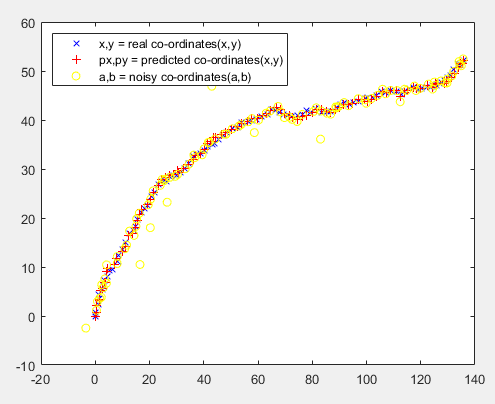 60
x,y = real co-ordinates(x,y)
px,py = predicted co-ordinates(x,y)
a,b = noisy co-ordinates(a,b)
50
40
30
20
10
0
-10
-20 0 20 40 60 80 100 120 140